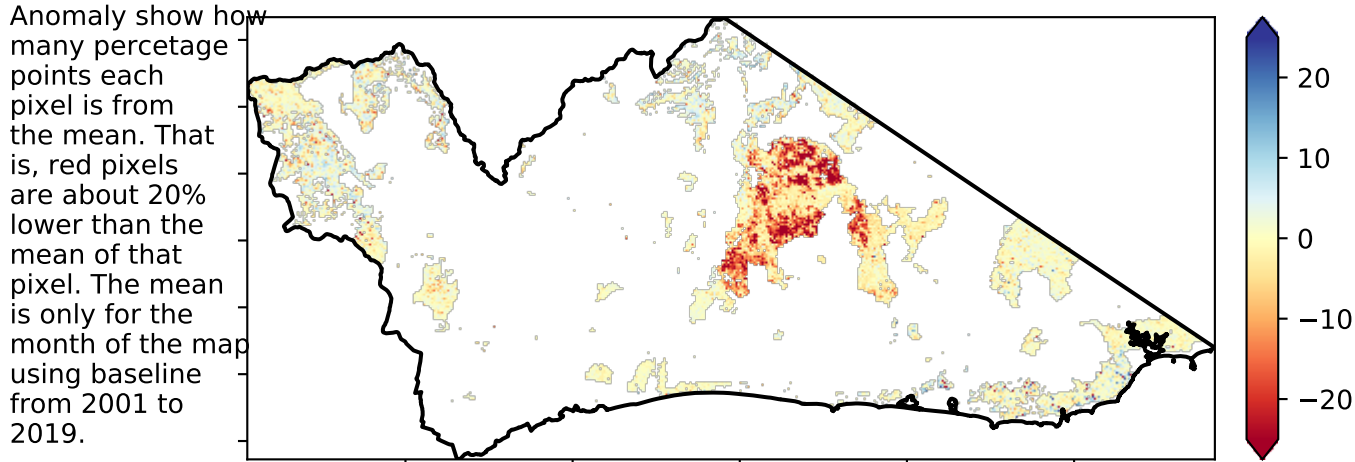 Anomaly show how
many percetage
points each
pixel is from
the mean. That
is, red pixels
are about 20%
lower than the
mean of that
pixel. The mean
is only for the
month of the map
using baseline
from 2001 to
2019.
20
10
0
−10
−20